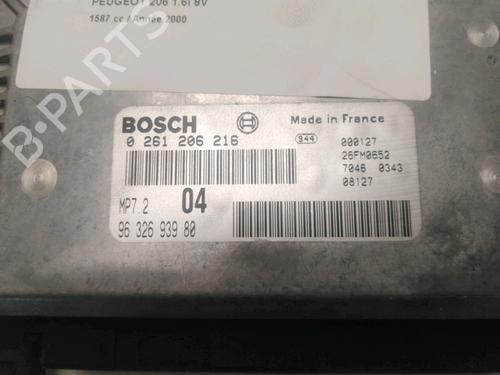 PEUGEOT 206 1.6i 8V
1587 cc / Année 2000
B-PARTS
BOSCH
Made in France
0 261 206 216
944
000127
26FM0652
7046 0343
08127
MP7.2
04
96 326 939 80